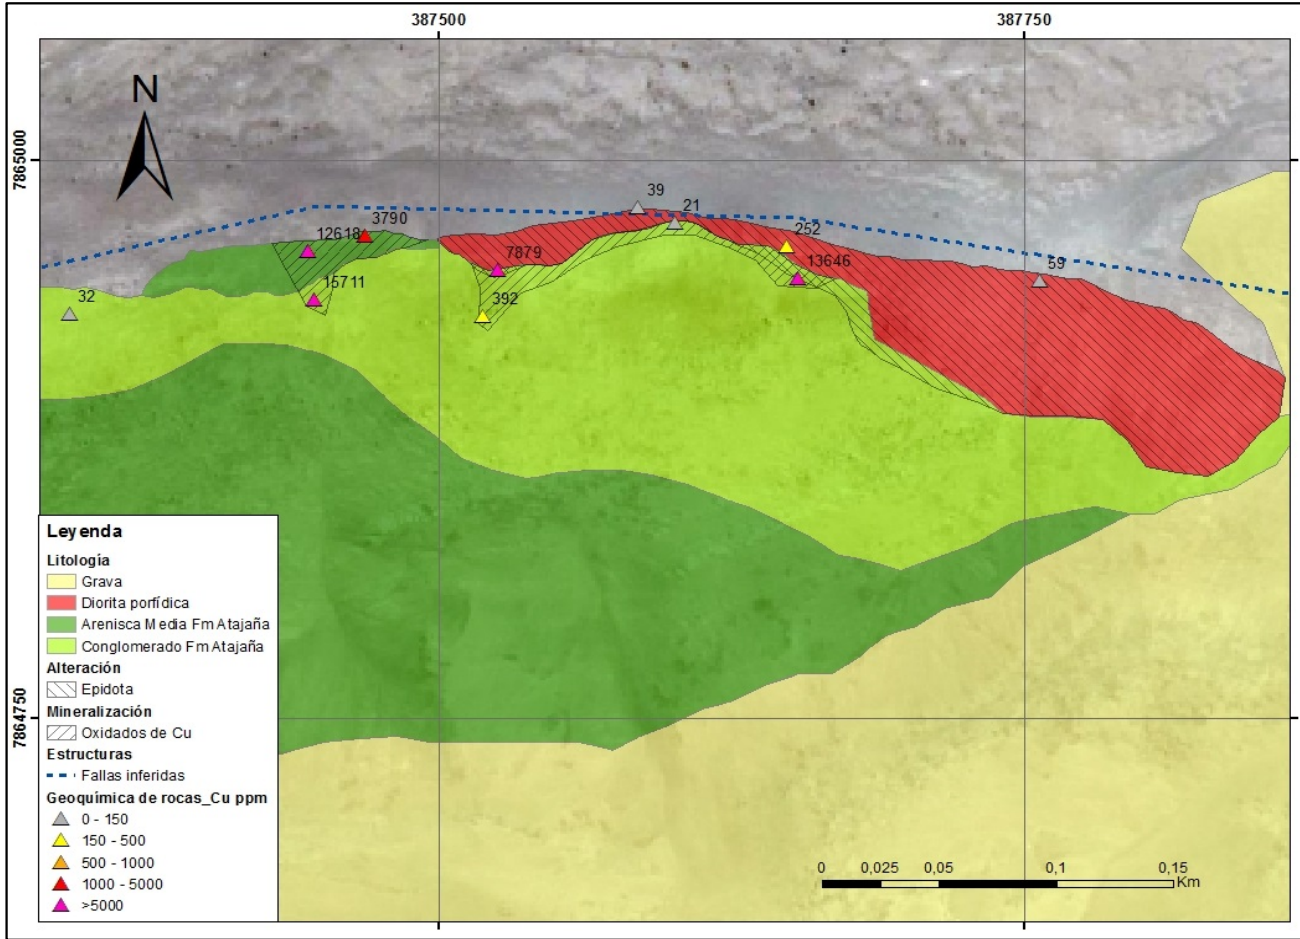 387500
387750
N
7865000
39
21
3790
12618
252
7879
13646
59
15711
32
392
Leyenda
Litología
Grava
Diorita porfídica
Arenisca Media Fm Atajaña
Conglomerado Fm Atajaña
Alteración
Epidota
Mineralización
Oxidados de Cu
Estructuras
Fallas inferidas
Geoquímica de rocas_Cu ppm
0 - 150
150 - 500
500 - 1000
1000 - 5000
>5000
7864750
0 0,025 0,05 0,1 0,15
Km